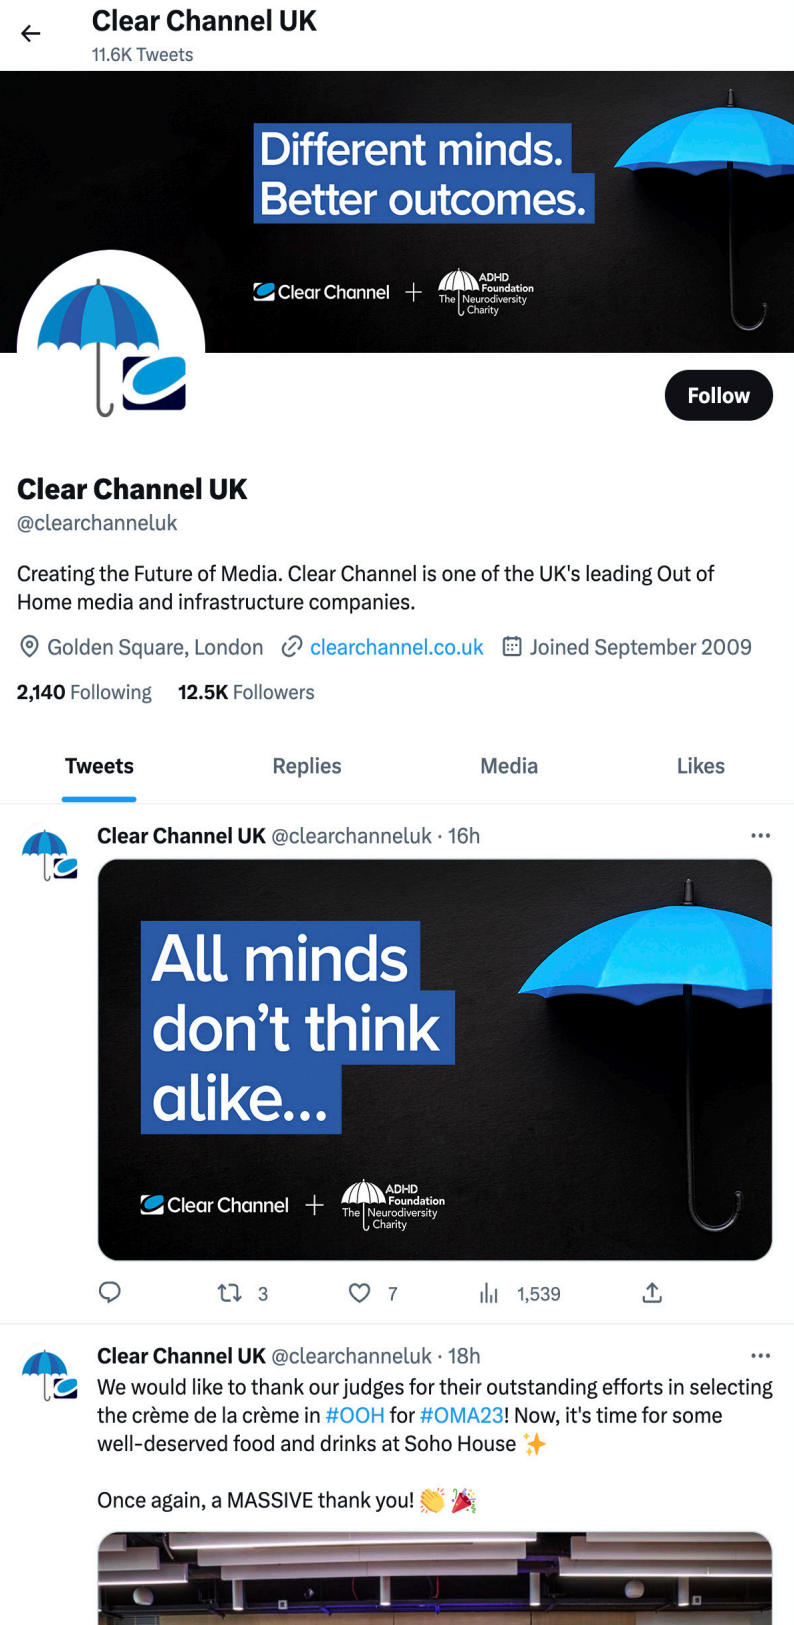 Clear Channel UK
11.6K Tweets
Different minds.
Better outcomes.
Clear Channel + ADHD
Foundation
The Neurodiversity
Charity
Follow
Clear Channel UK
@clearchanneluk
Creating the Future of Media. Clear Channel is one of the UK's leading Out of
Home media and infrastructure companies.
Golden Square, London clearchannel.co.uk Joined September 2009
2,140 Following 12.5K Followers
Tweets Replies Media Likes
Clear Channel UK @clearchanneluk · 16h
All minds
don't think
alike...
Clear Channel + ADHD
Foundation
The Neurodiversity
Charity
3 7 1,539
Clear Channel UK @clearchanneluk · 18h
We would like to thank our judges for their outstanding efforts in selecting
the crème de la crème in #OOH for #OMA23! Now, it's time for some
well-deserved food and drinks at Soho House ✨
Once again, a MASSIVE thank you! 👏 🎉